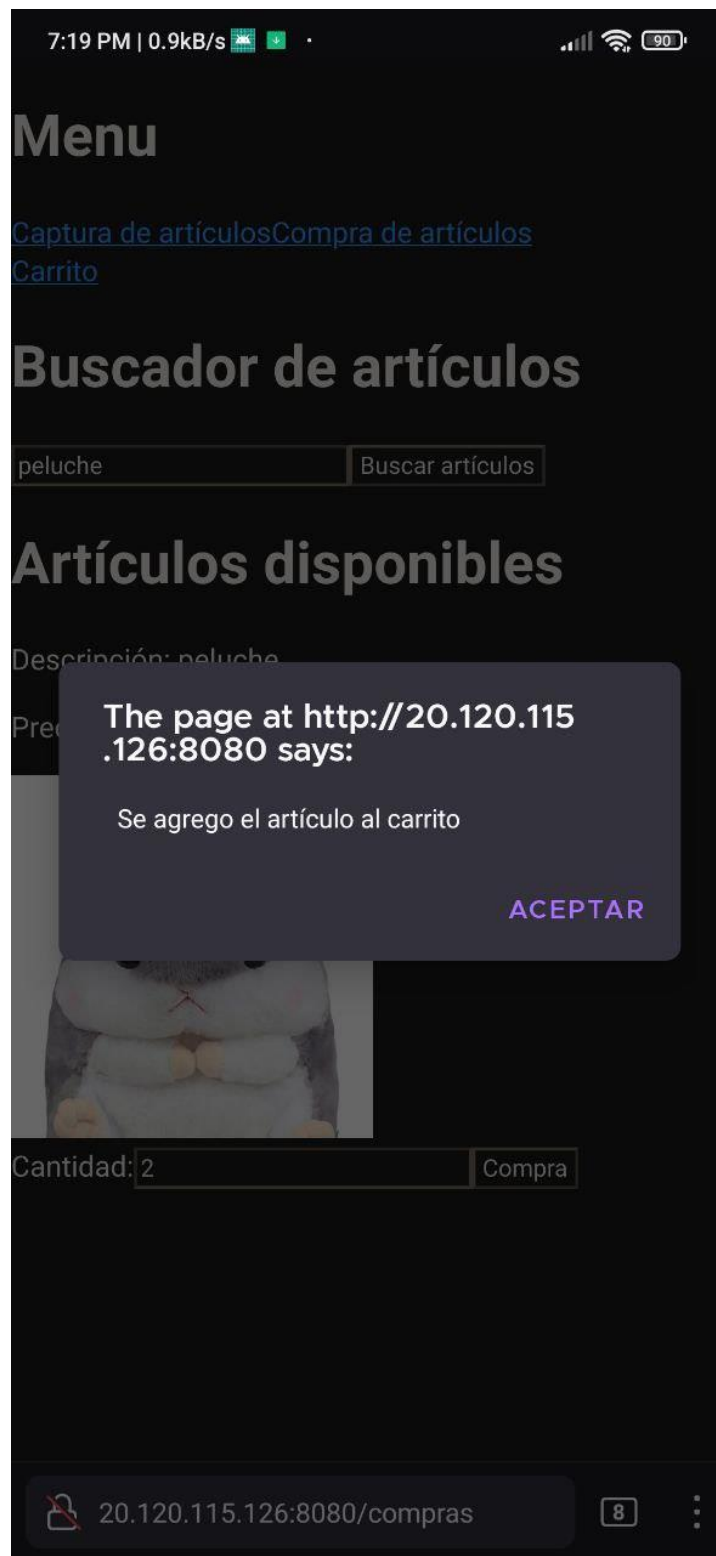 7:19 PM | 0.9kB/s
90
Menu
Captura de artículosCompra de artículos
Carrito
Buscador de artículos
peluche
Buscar artículos
Artículos disponibles
Descripción: peluche
The page at http://20.120.115
.126:8080 says:
Se agrego el artículo al carrito
ACEPTAR
Cantidad: 2
Compra
20.120.115.126:8080/compras
8